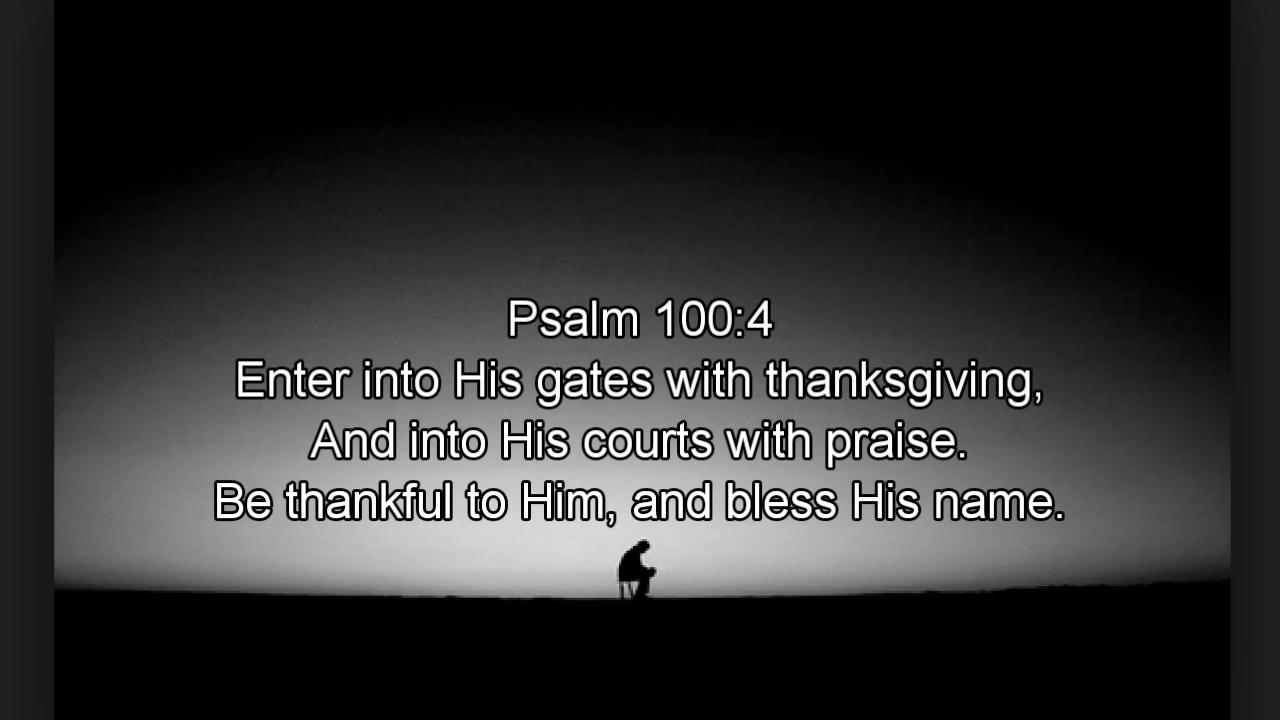 Psalm 100:4
Enter into His gates with thanksgiving,
And into His courts with praise.
Be thankful to Him, and bless His name.